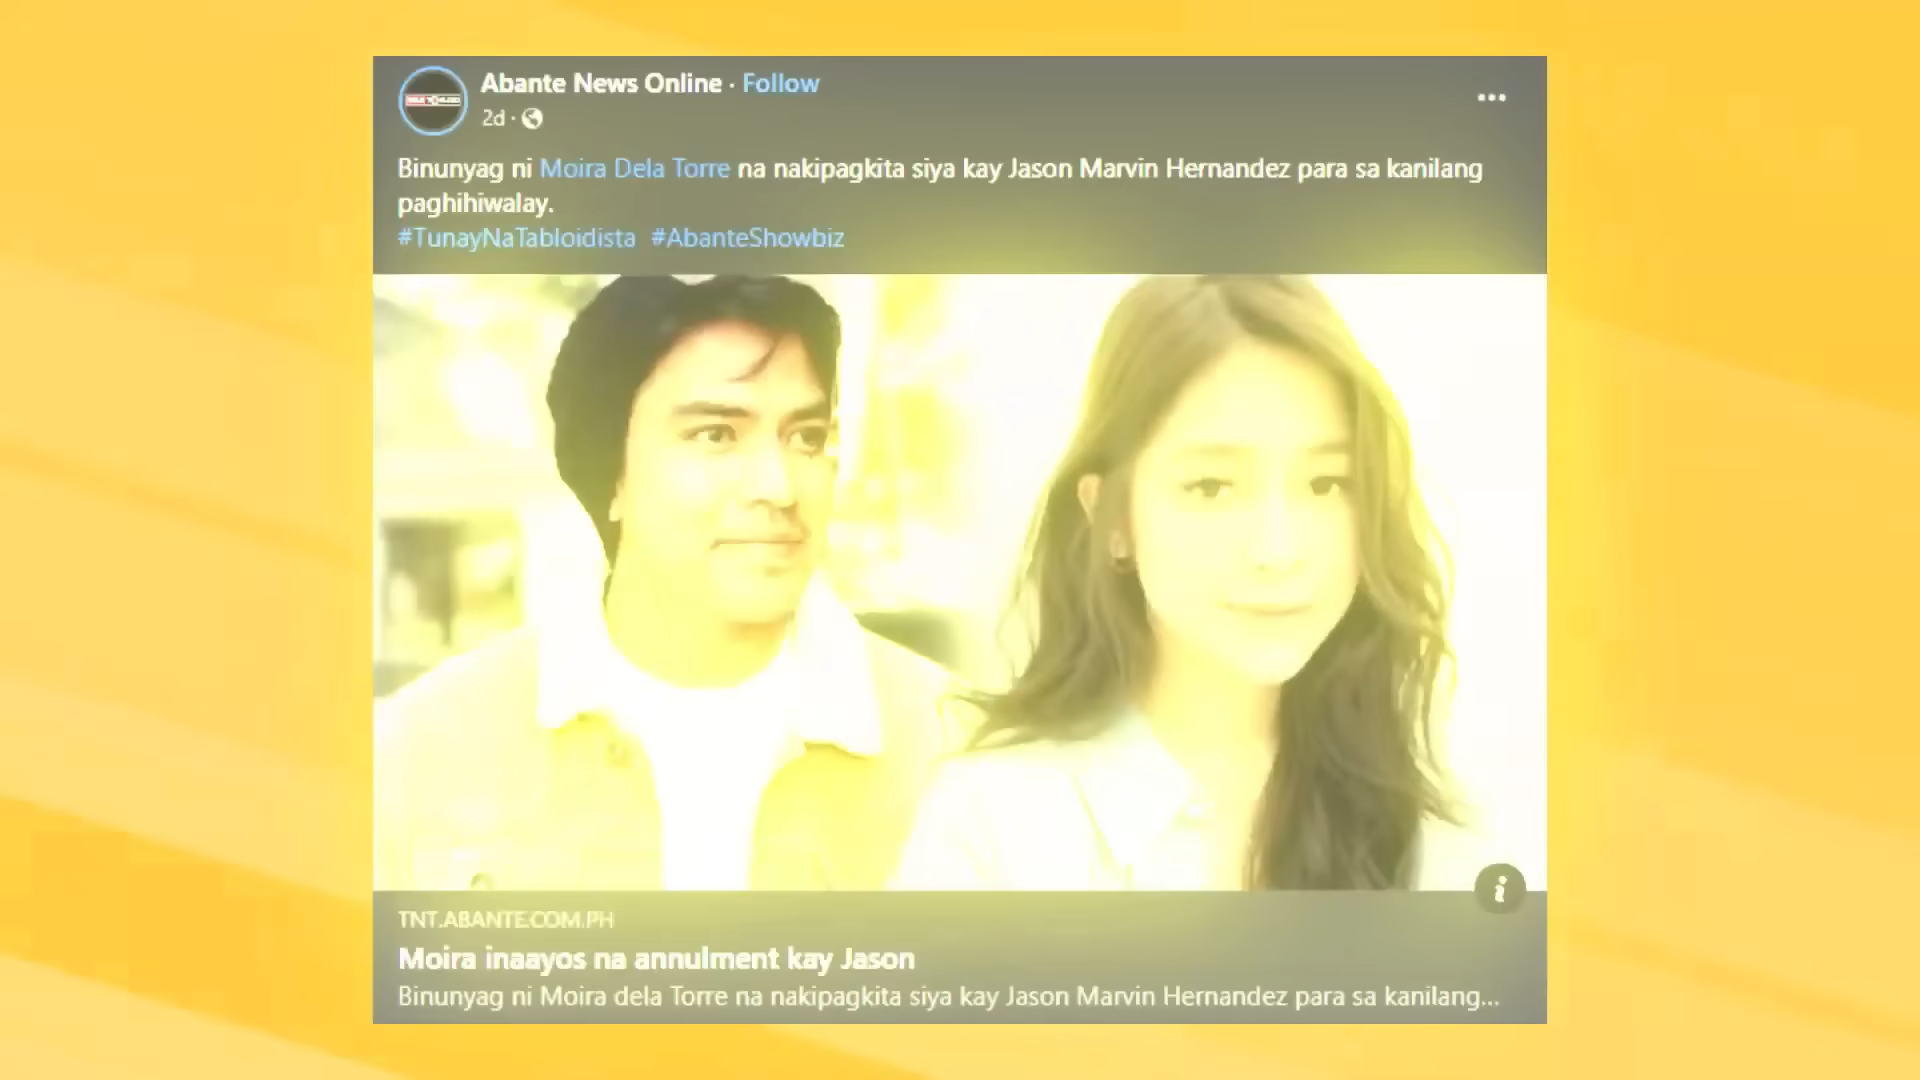 Abante News Online · Follow
2d ·
Binunyag ni Moira Dela Torre na nakipagkita siya kay Jason Marvin Hernandez para sa kanilang
paghihiwalay.
#TunayNaTabloidista #AbanteShowbiz
TNT.ABANTE.COM.PH
Moira inaayos na annulment kay Jason
Binunyag ni Moira dela Torre na nakipagkita siya kay Jason Marvin Hernandez para sa kanilang...